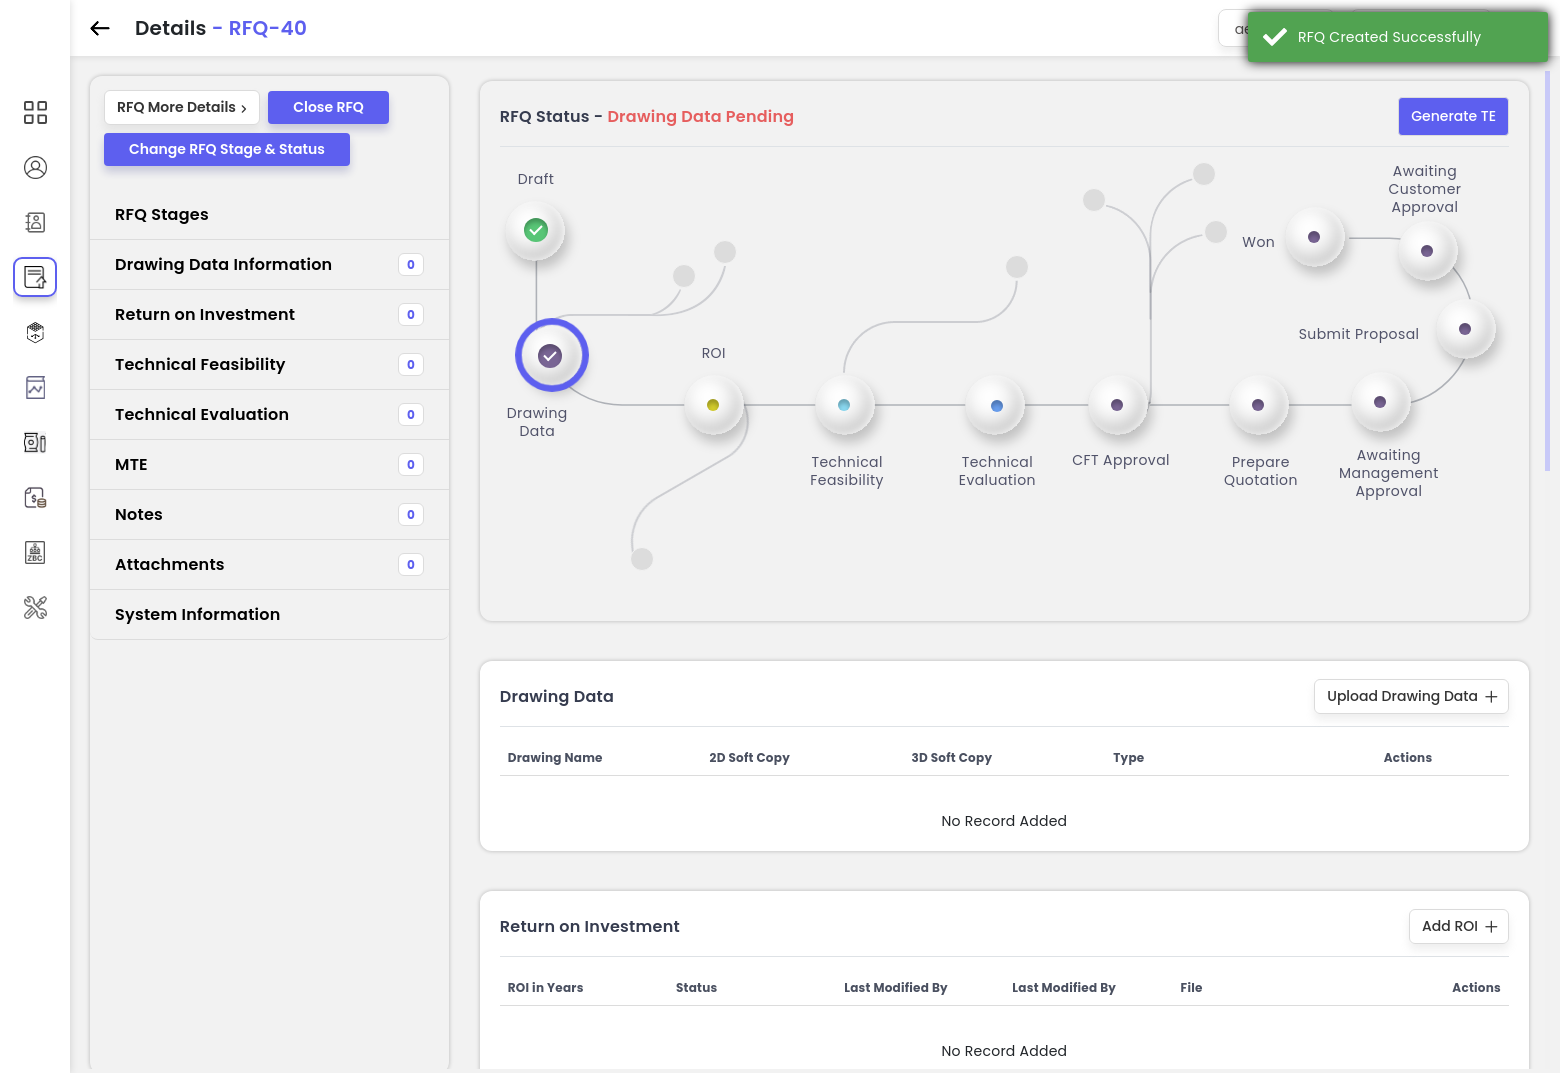 Details - RFQ-40
RFQ Created Successfully
RFQ More Details ›
Close RFQ
Change RFQ Stage & Status
RFQ Stages
Drawing Data Information 0
Return on Investment 0
Technical Feasibility 0
Technical Evaluation 0
MTE 0
Notes 0
Attachments 0
System Information
RFQ Status - Drawing Data Pending
Generate TE
Draft
Drawing
Data
ROI
Technical
Feasibility
Technical
Evaluation
CFT Approval
Prepare
Quotation
Awaiting
Management
Approval
Submit Proposal
Awaiting
Customer
Approval
Won
Drawing Data
Upload Drawing Data +
Drawing Name 2D Soft Copy 3D Soft Copy Type Actions
No Record Added
Return on Investment
Add ROI +
ROI in Years Status Last Modified By Last Modified By File Actions
No Record Added
ZBC